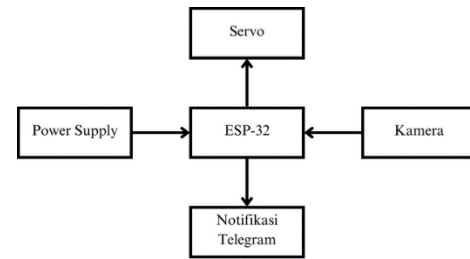 Servo
Power Supply
ESP-32
Kamera
Notifikasi
Telegram